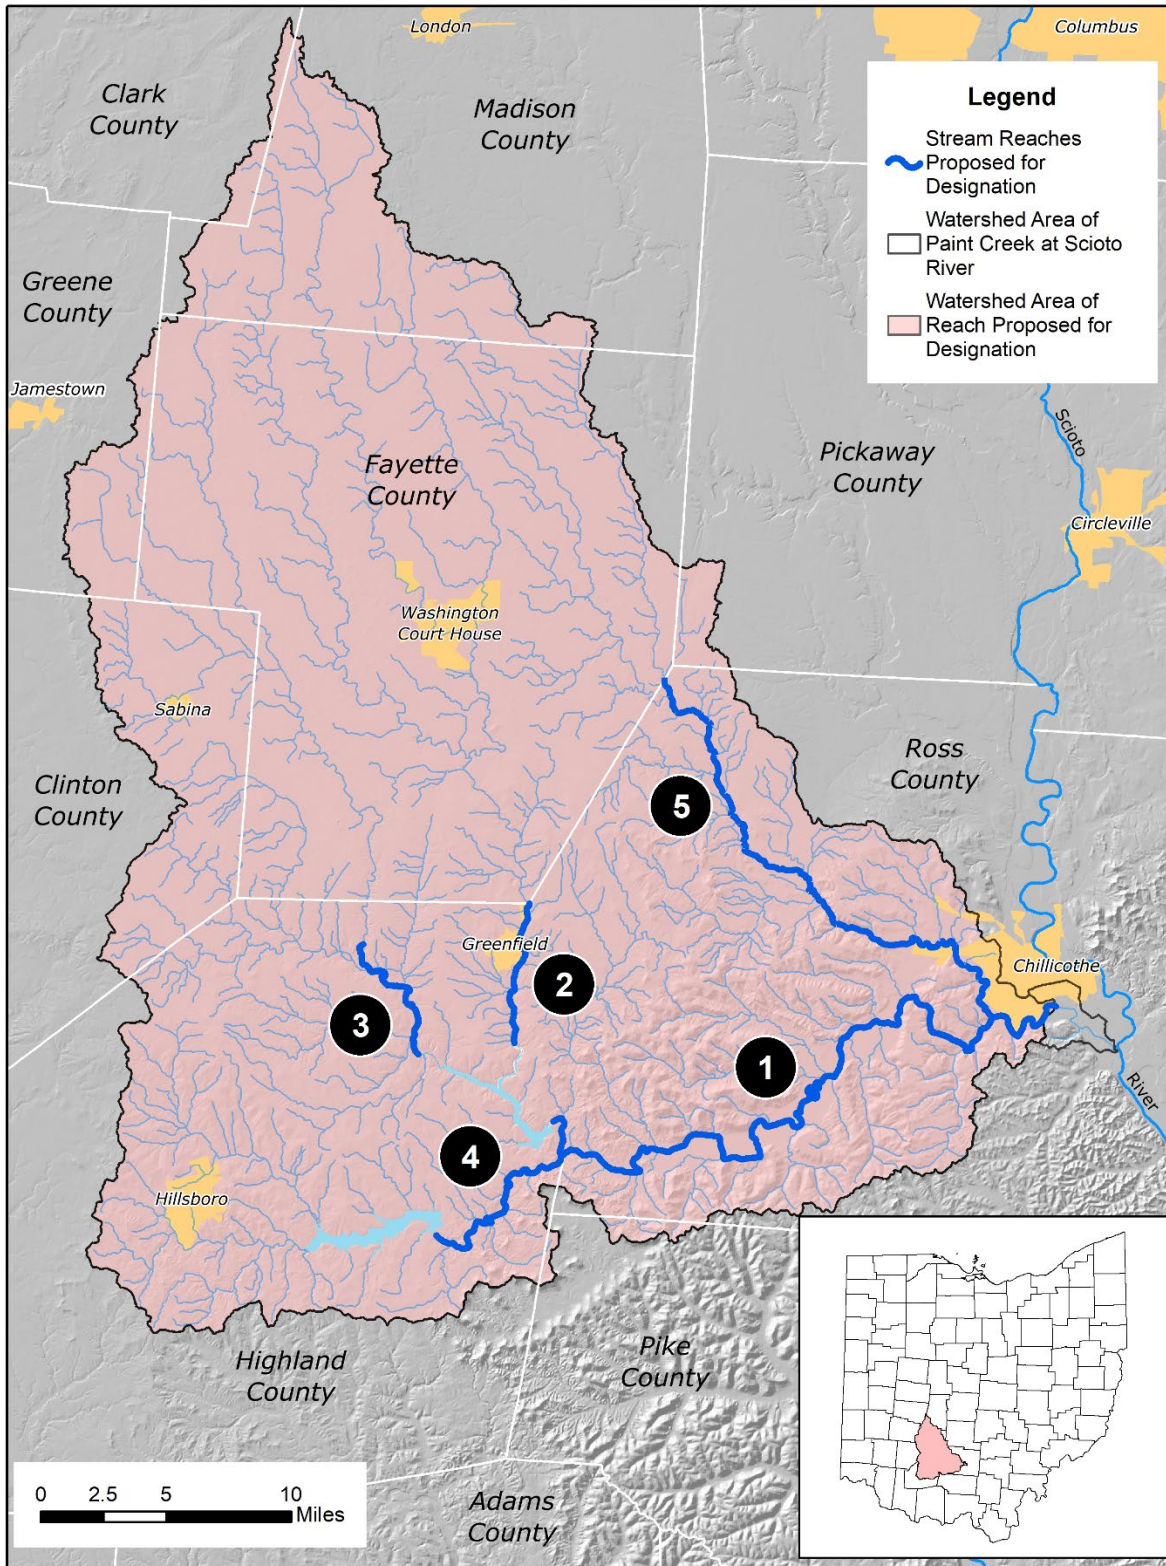 London
Columbus
Clark
County
Madison
County
Legend
Stream Reaches
Proposed for
Designation
Watershed Area of
Paint Creek at Scioto
River
Watershed Area of
Reach Proposed for
Designation
Greene
County
Jamestown
Scioto
Fayette
County
Pickaway
County
Circleville
Washington
Court House
Sabina
Ross
County
Clinton
County
5
Greenfield
Chillicothe
2
3
1
River
4
Hillsboro
Highland
County
Pike
County
Adams
County
0 2.5 5 10
Miles